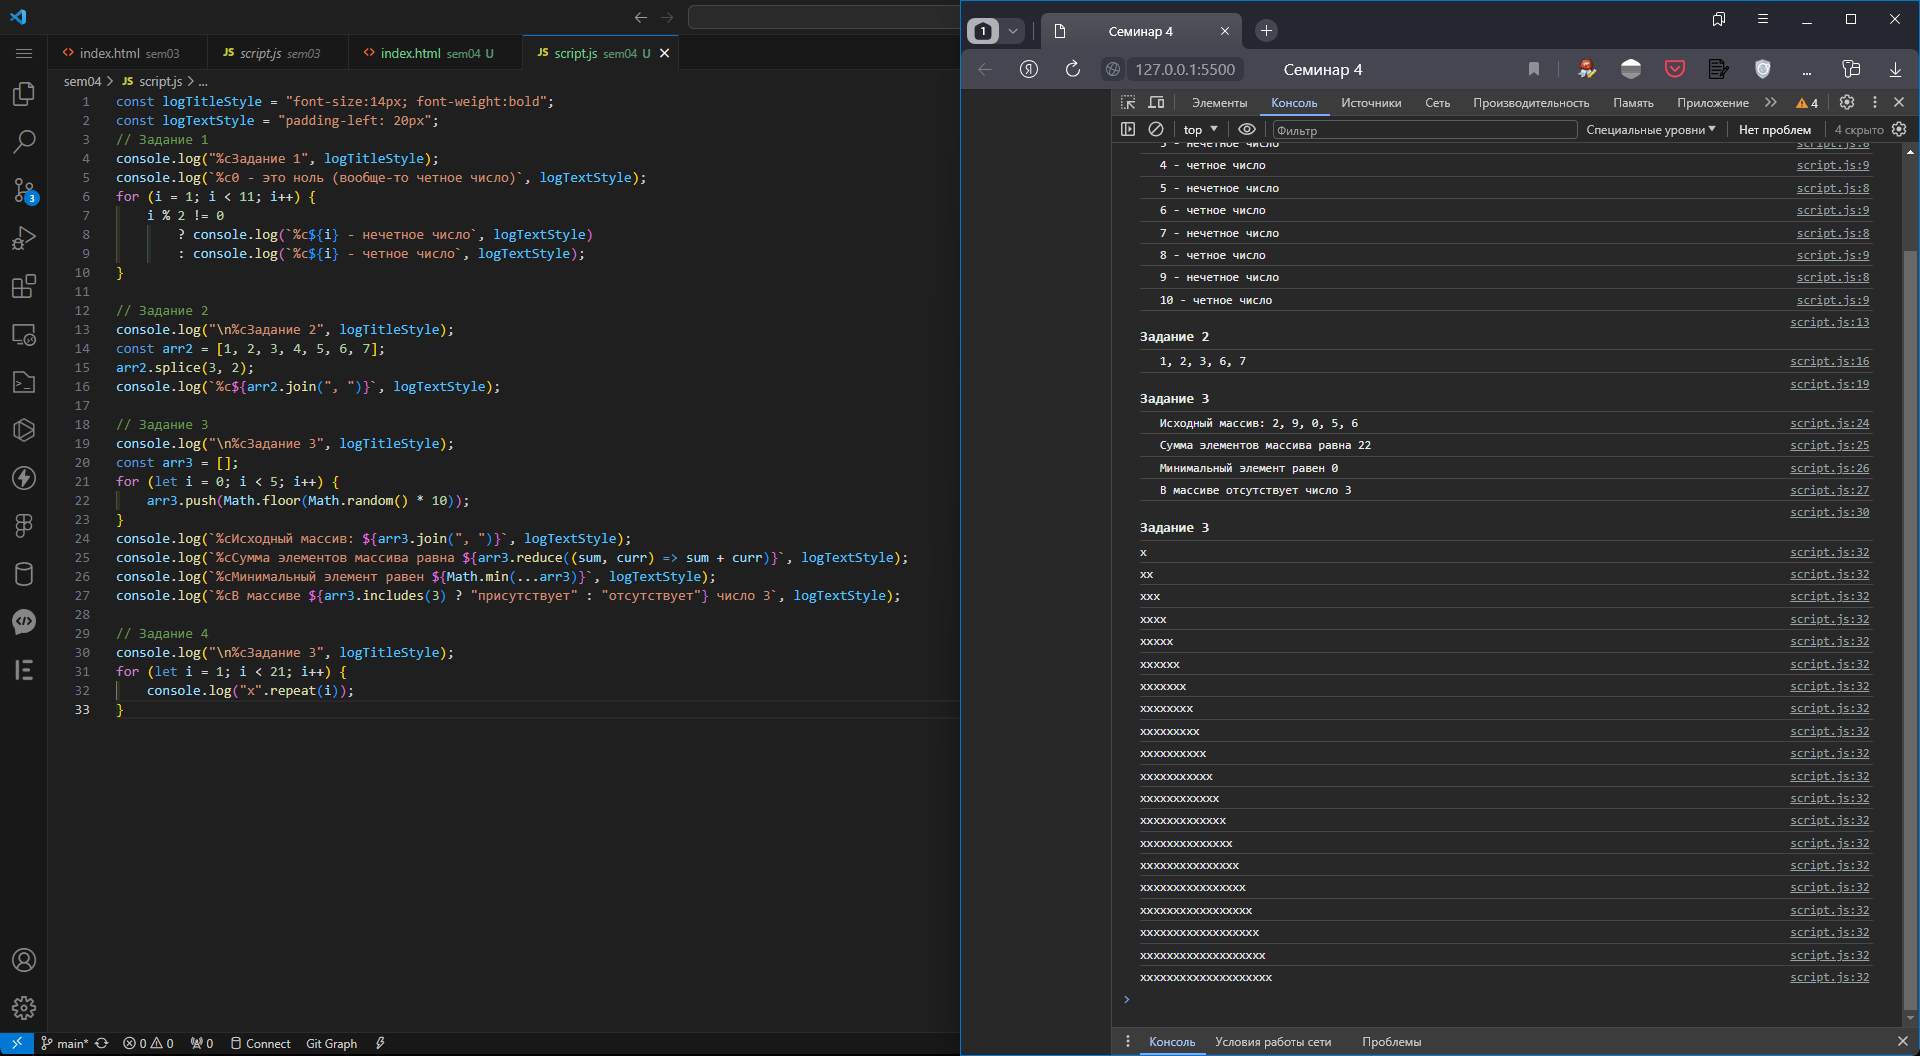 index.html sem03
JS script.js sem03
index.html sem04 U
JS script.js sem04 U
sem04 > JS script.js > ...
1 const logTitleStyle = "font-size:14px; font-weight:bold";
2 const logTextStyle = "padding-left: 20px";
3 // Задание 1
4 console.log("%cЗадание 1", logTitleStyle);
5 console.log(`%c0 - это ноль (вообще-то четное число)`, logTextStyle);
6 for (i = 1; i < 11; i++) {
7 i % 2 != 0
8 ? console.log(`%c${i} - нечетное число`, logTextStyle)
9 : console.log(`%c${i} - четное число`, logTextStyle);
10 }
11
12 // Задание 2
13 console.log("\n%cЗадание 2", logTitleStyle);
14 const arr2 = [1, 2, 3, 4, 5, 6, 7];
15 arr2.splice(3, 2);
16 console.log(`%c${arr2.join(", ")}`, logTextStyle);
17
18 // Задание 3
19 console.log("\n%cЗадание 3", logTitleStyle);
20 const arr3 = [];
21 for (let i = 0; i < 5; i++) {
22 arr3.push(Math.floor(Math.random() * 10));
23 }
24 console.log(`%cИсходный массив: ${arr3.join(", ")}`, logTextStyle);
25 console.log(`%cСумма элементов массива равна ${arr3.reduce((sum, curr) => sum + curr)}`, logTextStyle);
26 console.log(`%cМинимальный элемент равен ${Math.min(...arr3)}`, logTextStyle);
27 console.log(`%cВ массиве ${arr3.includes(3) ? "присутствует" : "отсутствует"} число 3`, logTextStyle);
28
29 // Задание 4
30 console.log("\n%cЗадание 3", logTitleStyle);
31 for (let i = 1; i < 21; i++) {
32 console.log("x".repeat(i));
33 }
3
main* 0 0 0 Connect Git Graph
1 Семинар 4
Я 127.0.0.1:5500 Семинар 4 ...
Элементы Консоль Источники Сеть Производительность Память Приложение 4
top Фильтр Специальные уровни Нет проблем 4 скрыто
3 - нечетное число script.js:8
4 - четное число script.js:9
5 - нечетное число script.js:8
6 - четное число script.js:9
7 - нечетное число script.js:8
8 - четное число script.js:9
9 - нечетное число script.js:8
10 - четное число script.js:9
script.js:13
Задание 2
1, 2, 3, 6, 7 script.js:16
script.js:19
Задание 3
Исходный массив: 2, 9, 0, 5, 6 script.js:24
Сумма элементов массива равна 22 script.js:25
Минимальный элемент равен 0 script.js:26
В массиве отсутствует число 3 script.js:27
script.js:30
Задание 3
x script.js:32
xx script.js:32
xxx script.js:32
xxxx script.js:32
xxxxx script.js:32
xxxxxx script.js:32
xxxxxxx script.js:32
xxxxxxxx script.js:32
xxxxxxxxx script.js:32
xxxxxxxxxx script.js:32
xxxxxxxxxxx script.js:32
xxxxxxxxxxxx script.js:32
xxxxxxxxxxxxx script.js:32
xxxxxxxxxxxxxx script.js:32
xxxxxxxxxxxxxxx script.js:32
xxxxxxxxxxxxxxxx script.js:32
xxxxxxxxxxxxxxxxx script.js:32
xxxxxxxxxxxxxxxxxx script.js:32
xxxxxxxxxxxxxxxxxxx script.js:32
xxxxxxxxxxxxxxxxxxxx script.js:32
Консоль Условия работы сети Проблемы